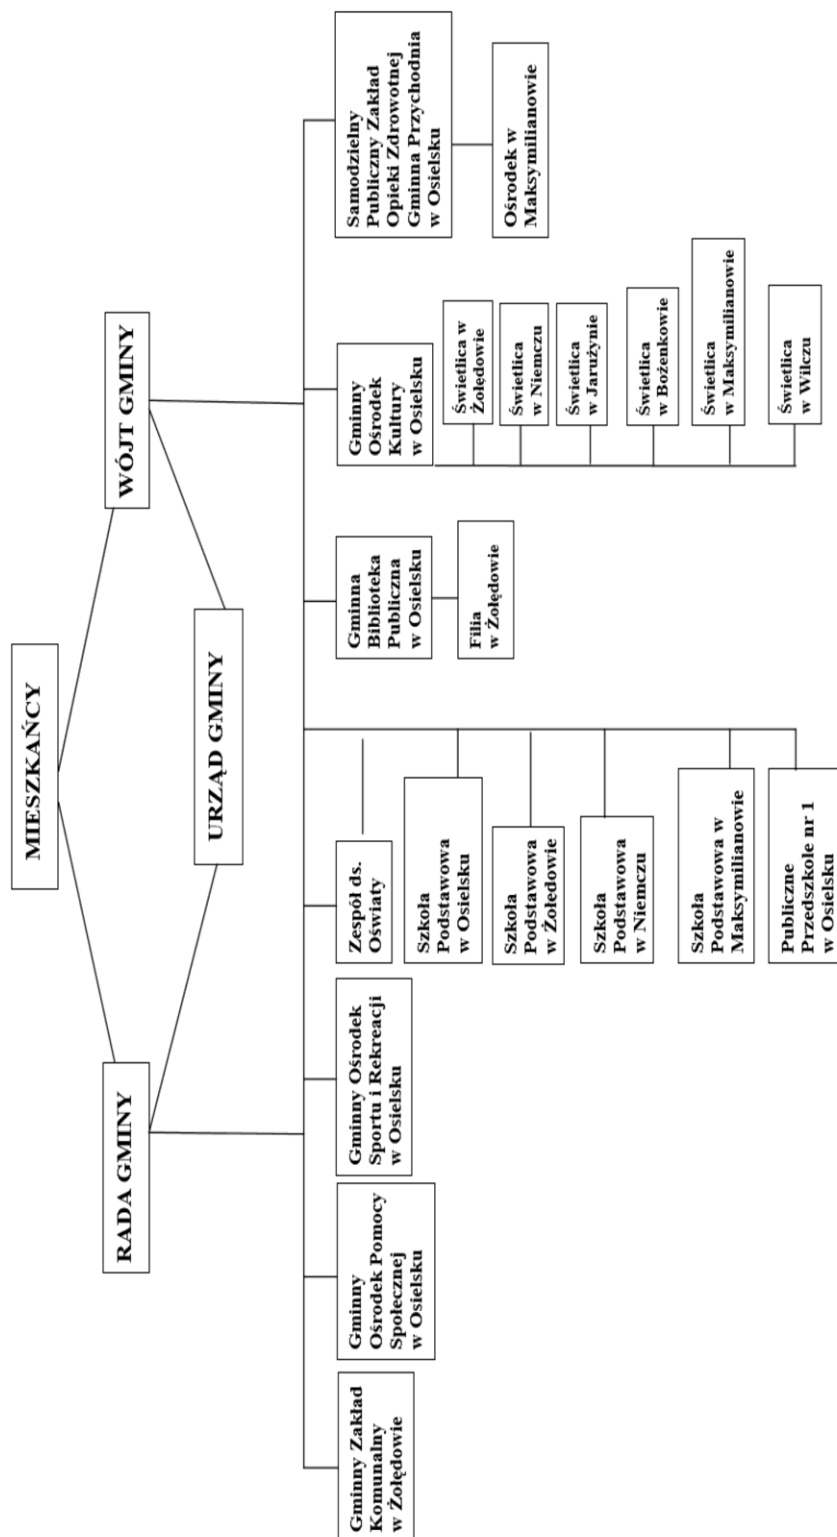 MIESZKAŃCY
RADA GMINY
WÓJT GMINY
URZĄD GMINY
Gminny Zakład
Komunalny
w Żołędowie
Gminny
Ośrodek Pomocy
Społecznej
w Osielsku
Gminny Ośrodek
Sportu i Rekreacji
w Osielsku
Zespół ds.
Oświaty
Szkoła
Podstawowa
w Osielsku
Szkoła
Podstawowa
w Żołedowie
Szkoła
Podstawowa
w Niemczu
Szkoła
Podstawowa w
Maksymilianowie
Publiczne
Przedszkole nr 1
w Osielsku
Gminna
Biblioteka
Publiczna
w Osielsku
Filia
w Żołędowie
Gminny
Ośrodek
Kultury
w Osielsku
Świetlica w
Żołędowie
Świetlica
w Niemczu
Świetlica
w Jarużynie
Świetlica
w Bożenkowie
Świetlica
w Maksymilianowie
Świetlica
w Wilczu
Samodzielny
Publiczny Zakład
Opieki Zdrowotnej
Gminna Przychodnia
w Osielsku
Ośrodek w
Maksymilianowie